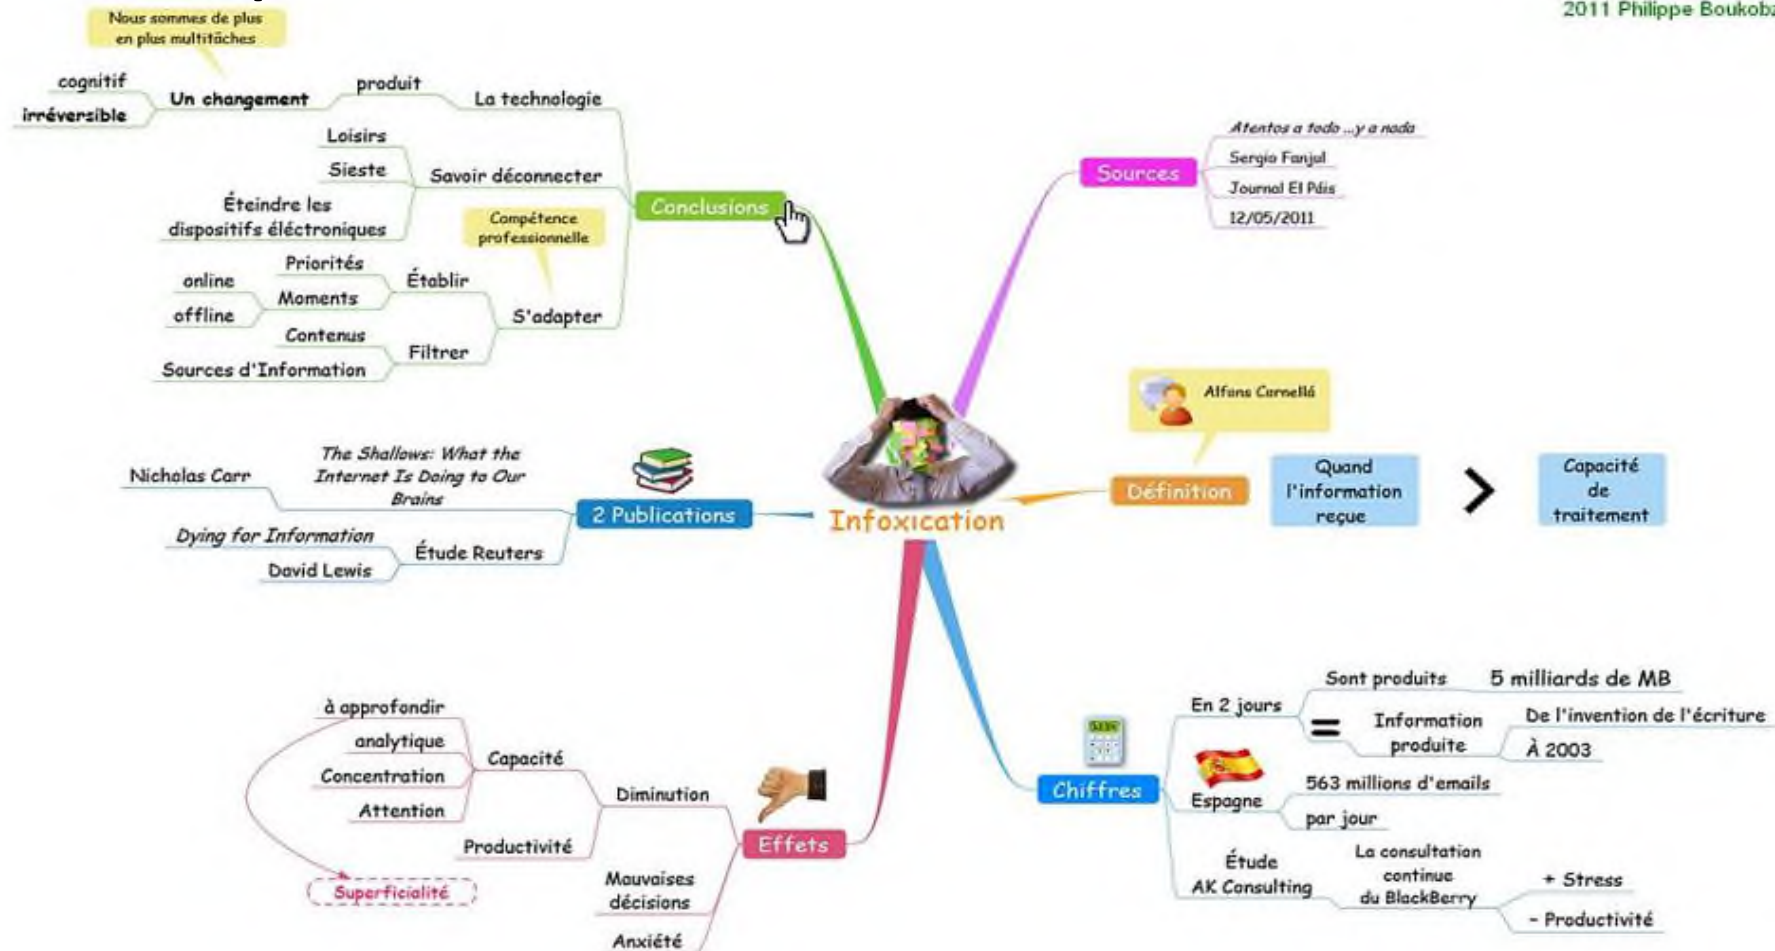 2011 Philippe Boukobz
Nous sommes de plus
en plus multitâches
cognitif
irréversible
Un changement
produit
La technologie
Loisirs
Sieste
Éteindre les
dispositifs éléctroniques
Savoir déconnecter
Compétence
professionnelle
Priorités
online
offline
Moments
Établir
Contenus
Sources d'Information
Filtrer
S'adapter
Conclusions
Sources
Atentos a todo ...y a nada
Sergio Fanjul
Journal El Páis
12/05/2011
Alfons Cornellá
Définition
Quand
l'information
reçue
>
Capacité
de
traitement
Infoxication
2 Publications
The Shallows: What the
Internet Is Doing to Our
Brains
Nicholas Carr
Étude Reuters
Dying for Information
David Lewis
Effets
Diminution
Capacité
à approfondir
analytique
Concentration
Attention
Productivité
Superficialité
Mauvaises
décisions
Anxiété
Chiffres
En 2 jours
Sont produits
5 milliards de MB
=
Information
produite
De l'invention de l'écriture
À 2003
Espagne
563 millions d'emails
par jour
Étude
AK Consulting
La consultation
continue
du BlackBerry
+ Stress
- Productivité